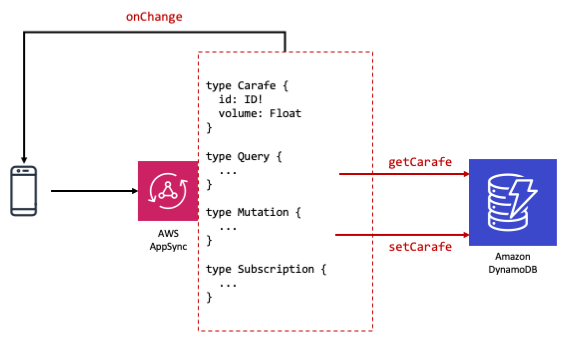 onChange
type Carafe {
  id: ID!
  volume: Float
}
type Query {
  ...
}
type Mutation {
  ...
}
type Subscription {
  ...
}
AWS
AppSync
getCarafe
setCarafe
Amazon
DynamoDB